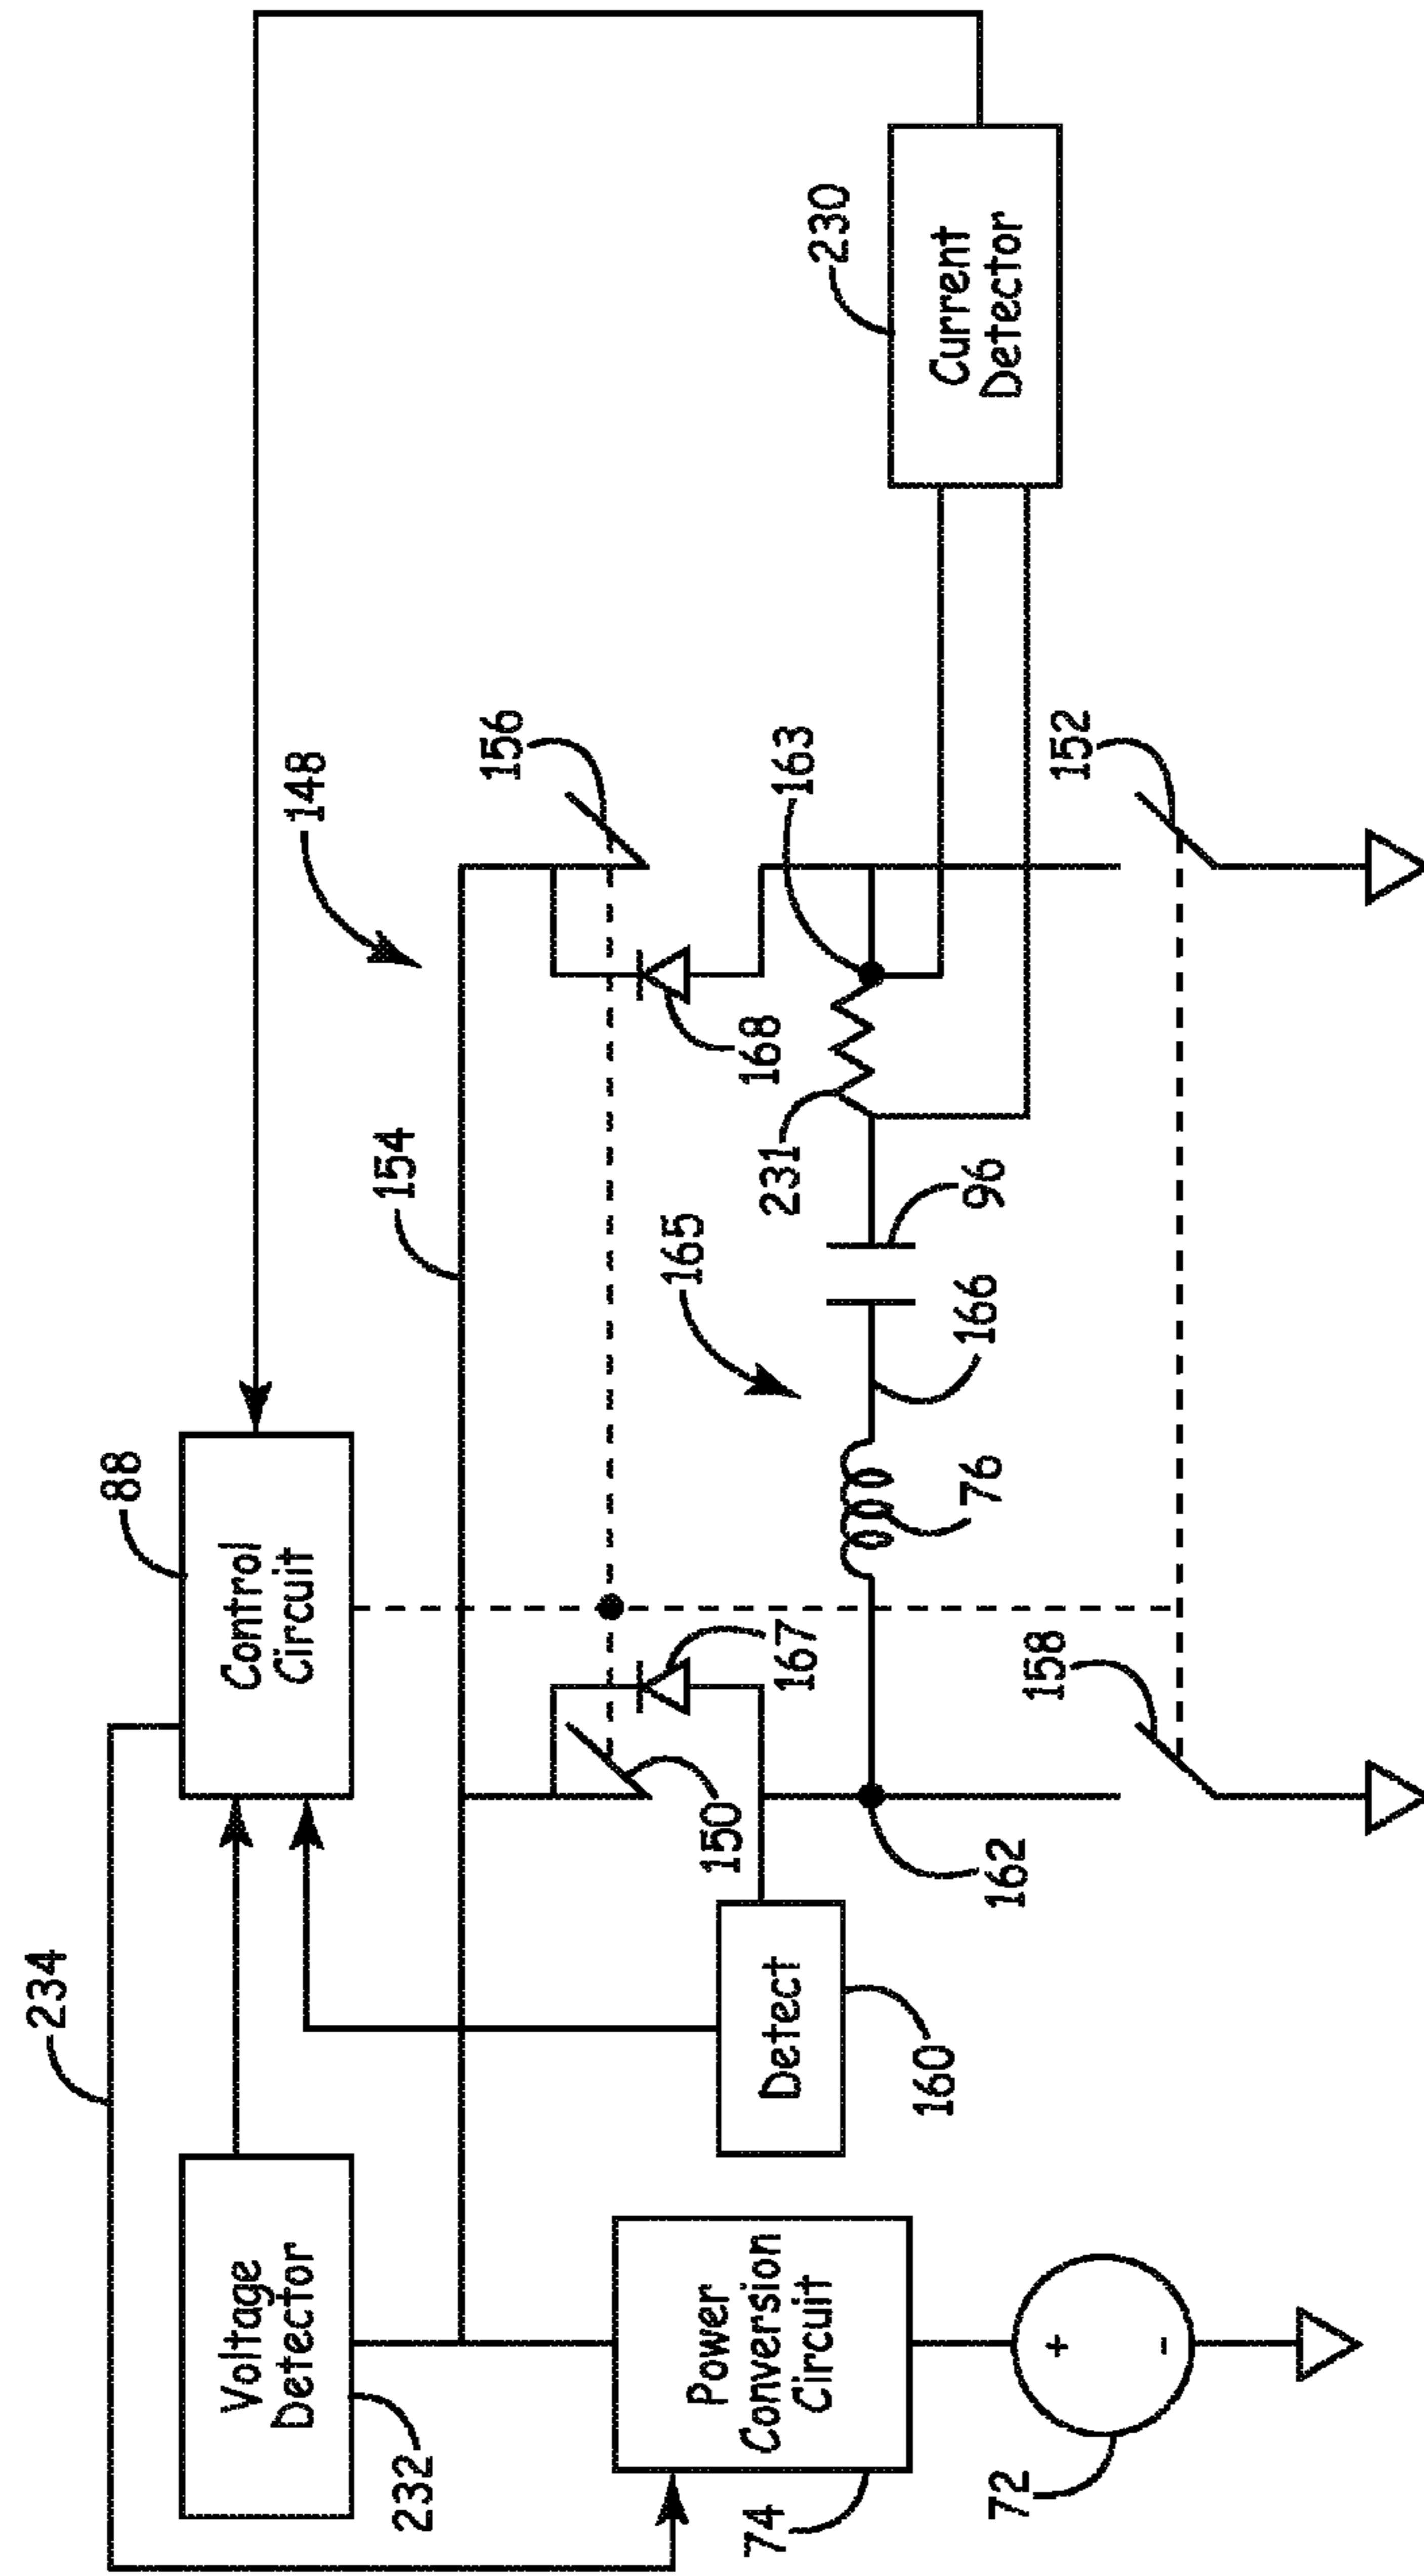 234
88
Voltage
Detector
Control
Circuit
232
154
148
156
Power
Conversion
Circuit
74
Detect
160
150
167
168
230
Current
Detector
165
231
163
162
76
166
96
72
+
-
158
152